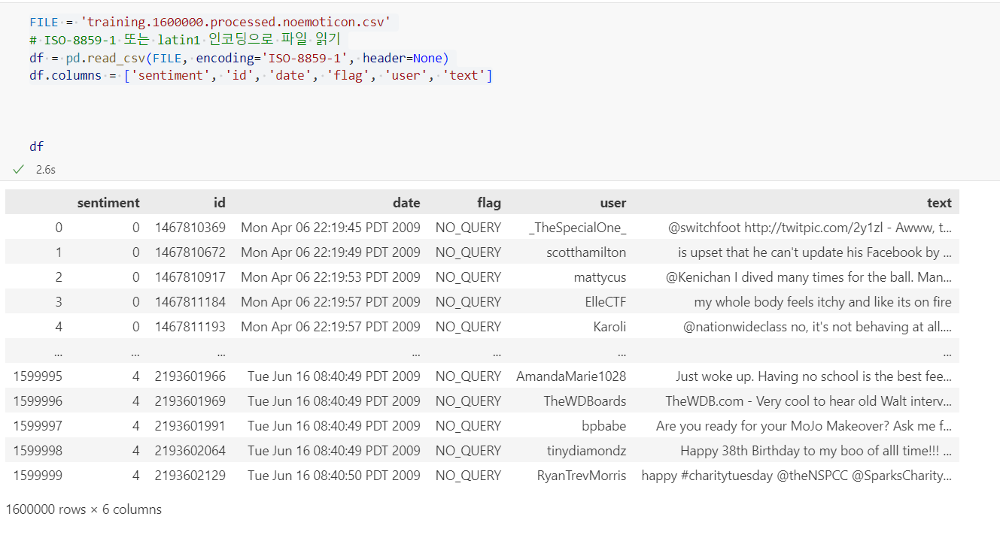 FILE = 'training.1600000.processed.noemoticon.csv'
# ISO-8859-1 또는 latin1 인코딩으로 파일 읽기
df = pd.read_csv(FILE, encoding='ISO-8859-1', header=None)
df.columns = ['sentiment', 'id', 'date', 'flag', 'user', 'text']
df
2.6s
sentiment id date flag user text
0 0 1467810369 Mon Apr 06 22:19:45 PDT 2009 NO_QUERY _TheSpecialOne_ @switchfoot http://twitpic.com/2y1zl - Awww, t...
1 0 1467810672 Mon Apr 06 22:19:49 PDT 2009 NO_QUERY scotthamilton is upset that he can't update his Facebook by ...
2 0 1467810917 Mon Apr 06 22:19:53 PDT 2009 NO_QUERY mattycus @Kenichan I dived many times for the ball. Man...
3 0 1467811184 Mon Apr 06 22:19:57 PDT 2009 NO_QUERY ElleCTF my whole body feels itchy and like its on fire
4 0 1467811193 Mon Apr 06 22:19:57 PDT 2009 NO_QUERY Karoli @nationwideclass no, it's not behaving at all....
... ... ... ... ... ... ...
1599995 4 2193601966 Tue Jun 16 08:40:49 PDT 2009 NO_QUERY AmandaMarie1028 Just woke up. Having no school is the best fee...
1599996 4 2193601969 Tue Jun 16 08:40:49 PDT 2009 NO_QUERY TheWDBoards TheWDB.com - Very cool to hear old Walt interv...
1599997 4 2193601991 Tue Jun 16 08:40:49 PDT 2009 NO_QUERY bpbabe Are you ready for your MoJo Makeover? Ask me f...
1599998 4 2193602064 Tue Jun 16 08:40:49 PDT 2009 NO_QUERY tinydiamondz Happy 38th Birthday to my boo of alll time!!! ...
1599999 4 2193602129 Tue Jun 16 08:40:50 PDT 2009 NO_QUERY RyanTrevMorris happy #charitytuesday @theNSPCC @SparksCharity...
1600000 rows × 6 columns